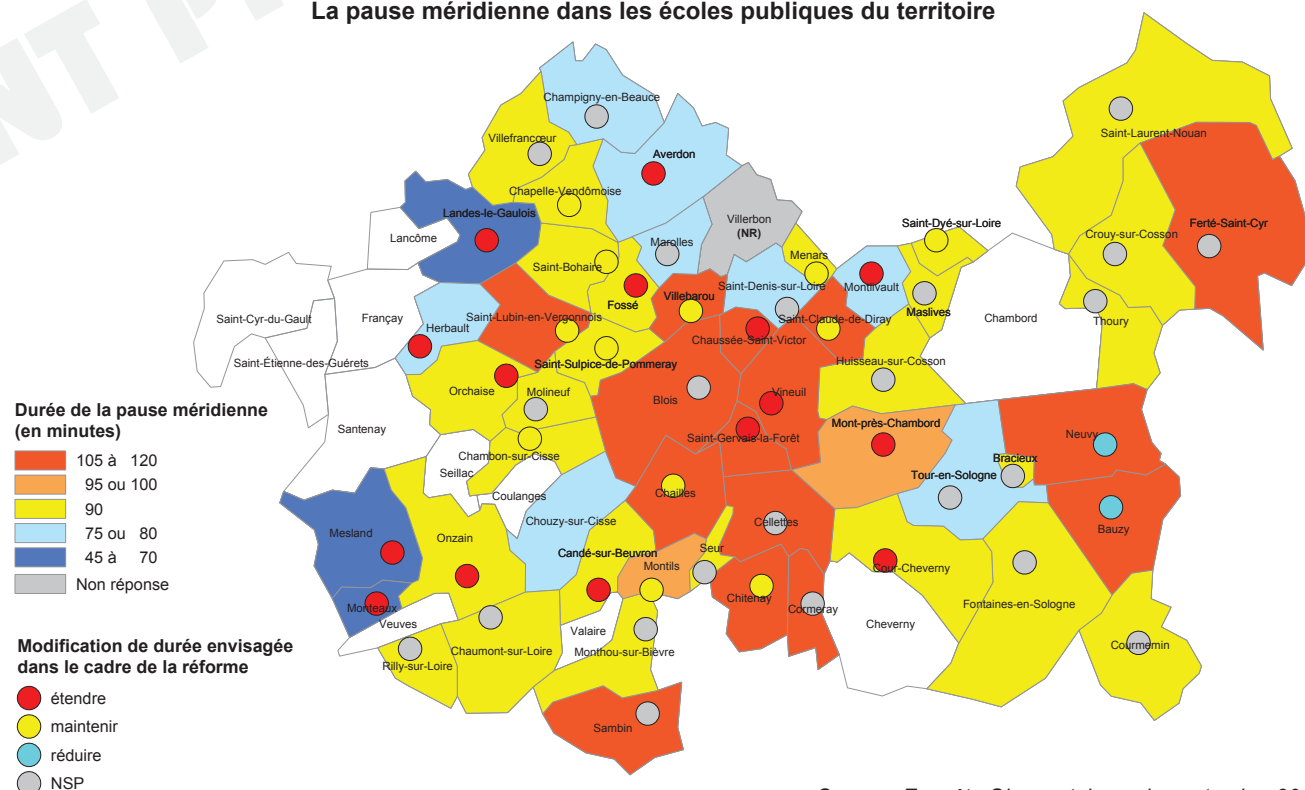 La pause méridienne dans les écoles publiques du territoire
Champigny-en-Beauce
Villefrancœur
Averdon
Saint-Laurent-Nouan
Chapelle-Vendômoise
Landes-le-Gaulois
Villerbon
(NR)
Saint-Dyé-sur-Loire
Ferté-Saint-Cyr
Lancôme
Marolles
Crouy-sur-Cosson
Menars
Saint-Bohaire
Saint-Denis-sur-Loire
Montlivault
Villebarou
Fossé
Maslives
Saint-Cyr-du-Gault
Françay
Herbault
Saint-Lubin-en-Vergonnois
Saint-Claude-de-Diray
Chambord
Thoury
Chaussée-Saint-Victor
Saint-Étienne-des-Guérets
Saint-Sulpice-de-Pommeray
Huisseau-sur-Cosson
Orchaise
Molineuf
Blois
Vineuil
Durée de la pause méridienne
(en minutes)
105 à 120
95 ou 100
90
75 ou 80
45 à 70
Non réponse
Santenay
Saint-Gervais-la-Forêt
Mont-près-Chambord
Neuvy
Chambon-sur-Cisse
Bracieux
Seillac
Tour-en-Sologne
Coulanges
Chailles
Chouzy-sur-Cisse
Cellettes
Bauzy
Mesland
Onzain
Candé-sur-Beuvron
Seur
Montils
Cour-Cheverny
Chitenay
Fontaines-en-Sologne
Monteaux
Cormeray
Veuves
Valaire
Cheverny
Chaumont-sur-Loire
Monthou-sur-Bièvre
Courmemin
Rilly-sur-Loire
Sambin
Modification de durée envisagée
dans le cadre de la réforme
étendre
maintenir
réduire
NSP